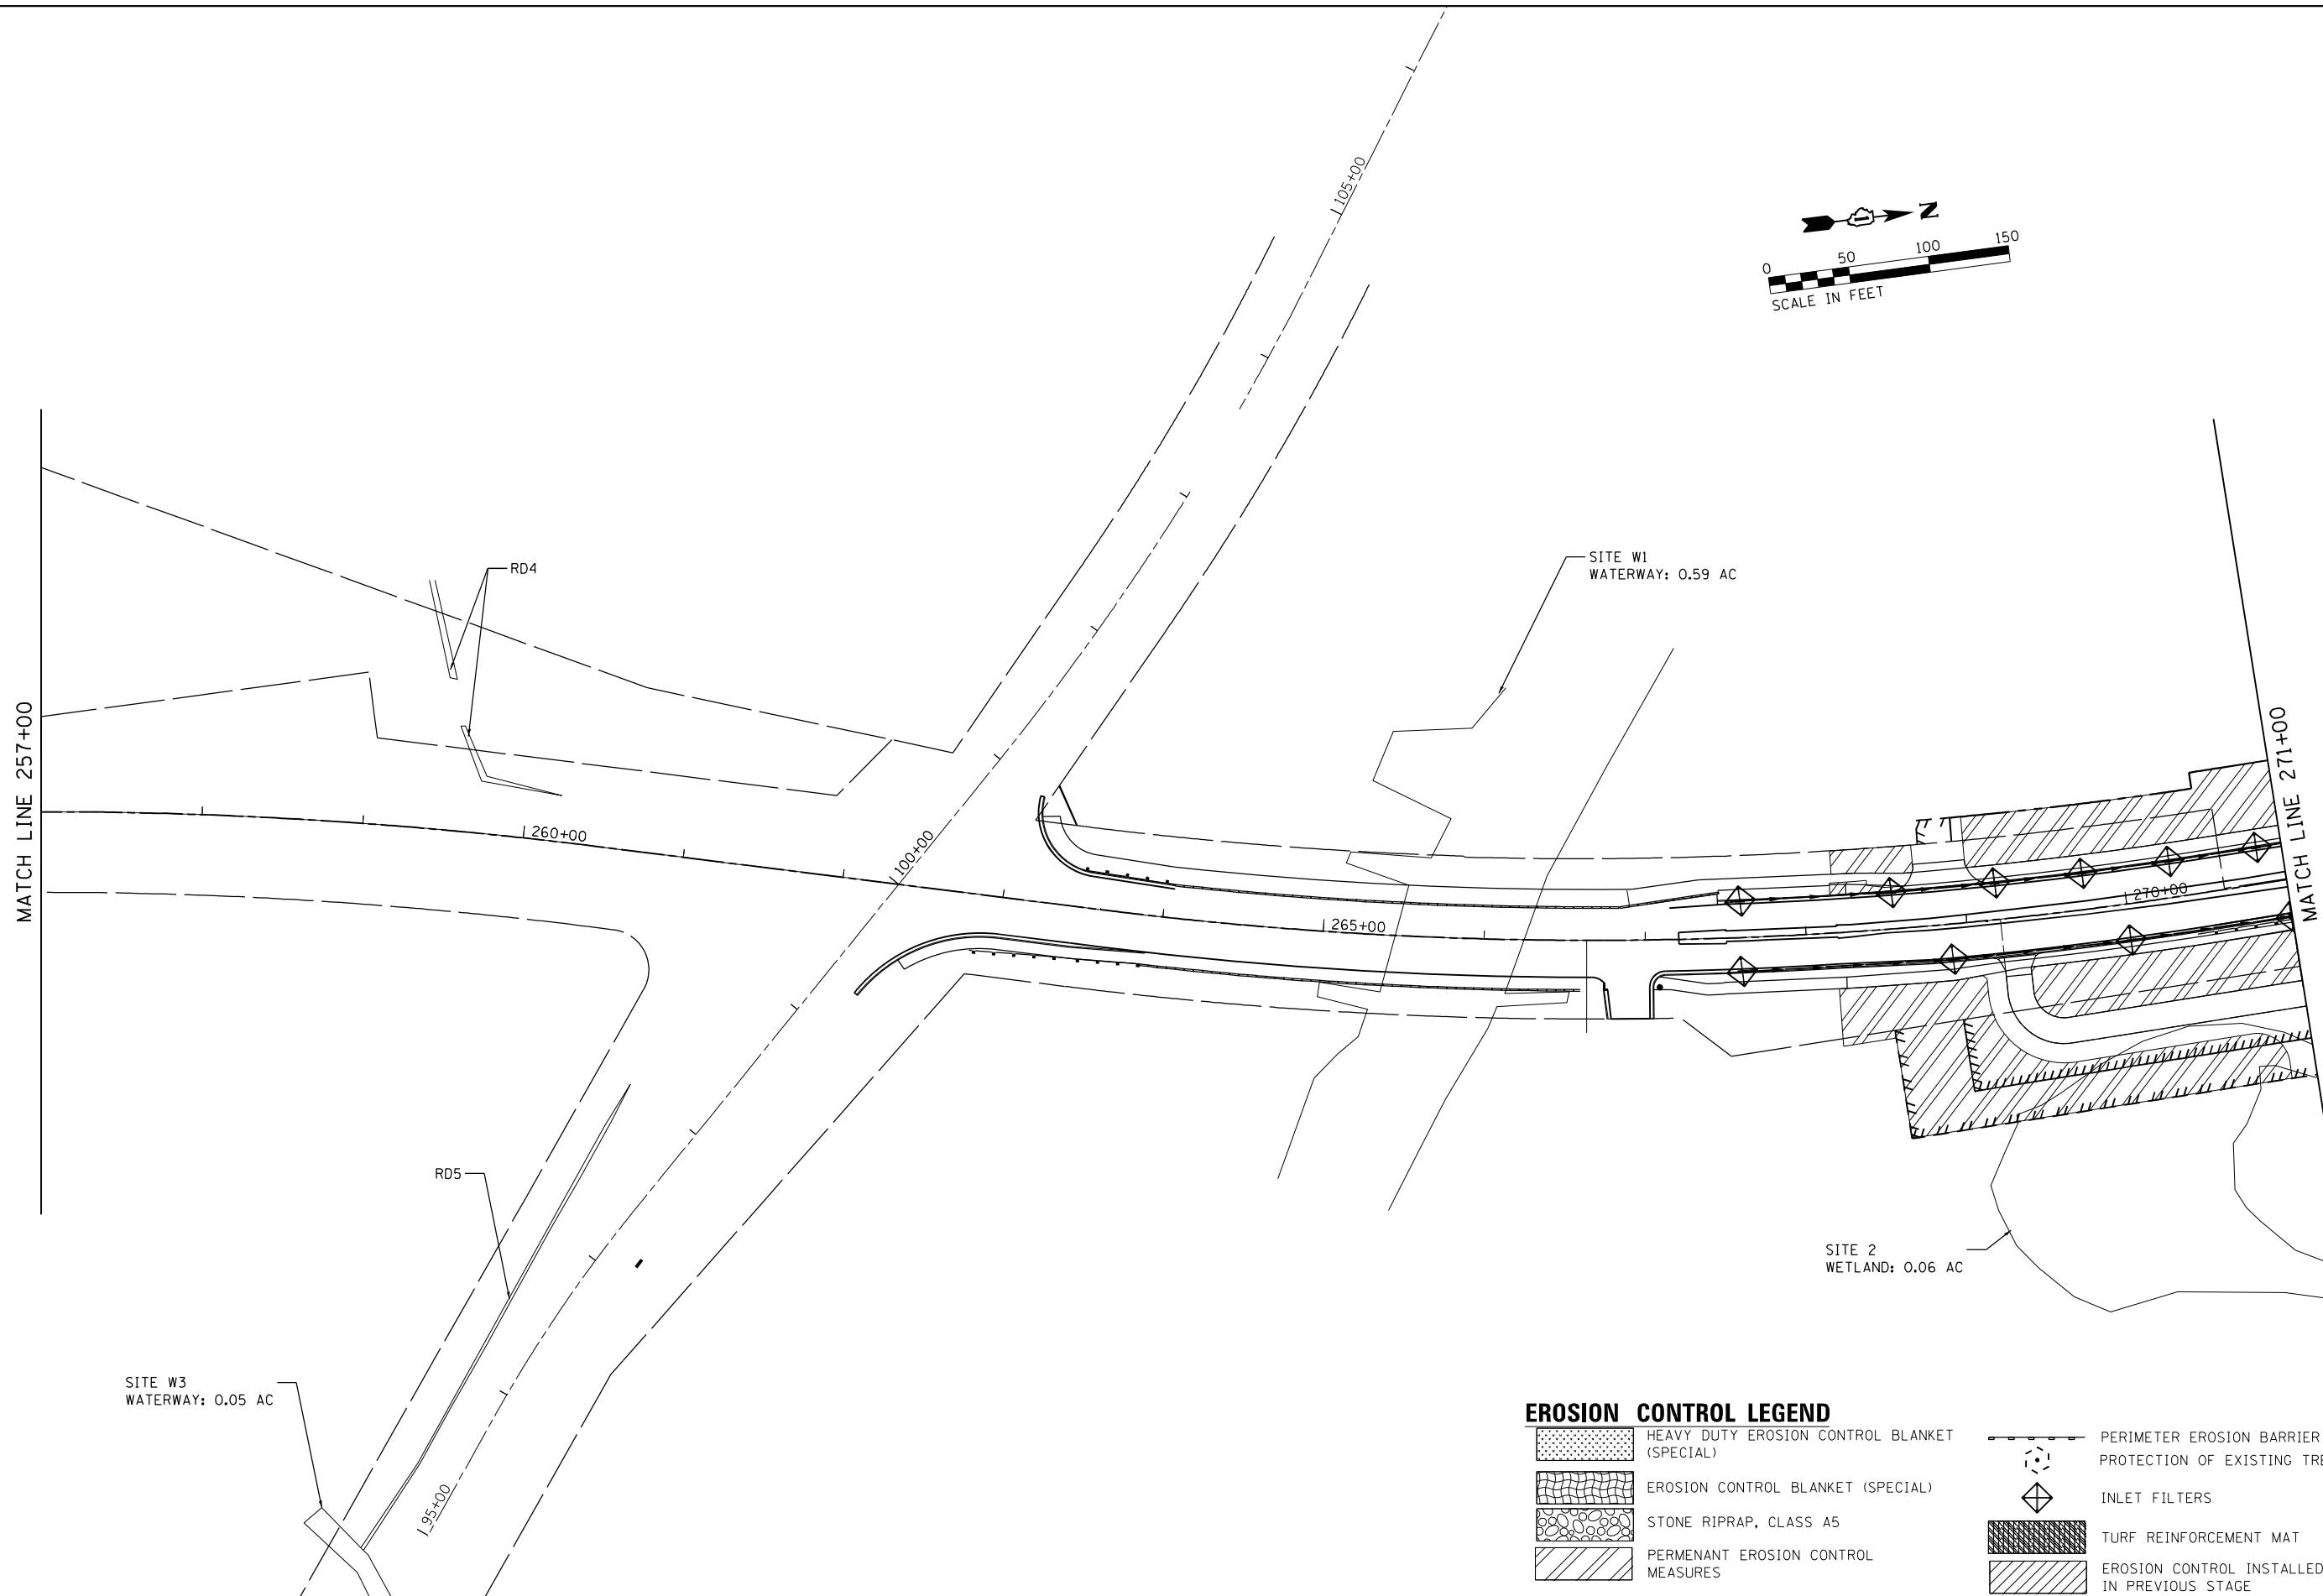 105+00
N
0 50 100 150
SCALE IN FEET
SITE W1
WATERWAY: 0.59 AC
RD4
MATCH LINE 257+00
MATCH LINE 271+00
260+00
100+00
265+00
270+00
RD5
SITE 2
WETLAND: 0.06 AC
SITE W3
WATERWAY: 0.05 AC
95+00
EROSION CONTROL LEGEND
HEAVY DUTY EROSION CONTROL BLANKET
(SPECIAL)
EROSION CONTROL BLANKET (SPECIAL)
STONE RIPRAP, CLASS A5
PERMENANT EROSION CONTROL
MEASURES
PERIMETER EROSION BARRIER
PROTECTION OF EXISTING
INLET FILTERS
TURF REINFORCEMENT MAT
EROSION CONTROL INSTALLED
IN PREVIOUS STAGE